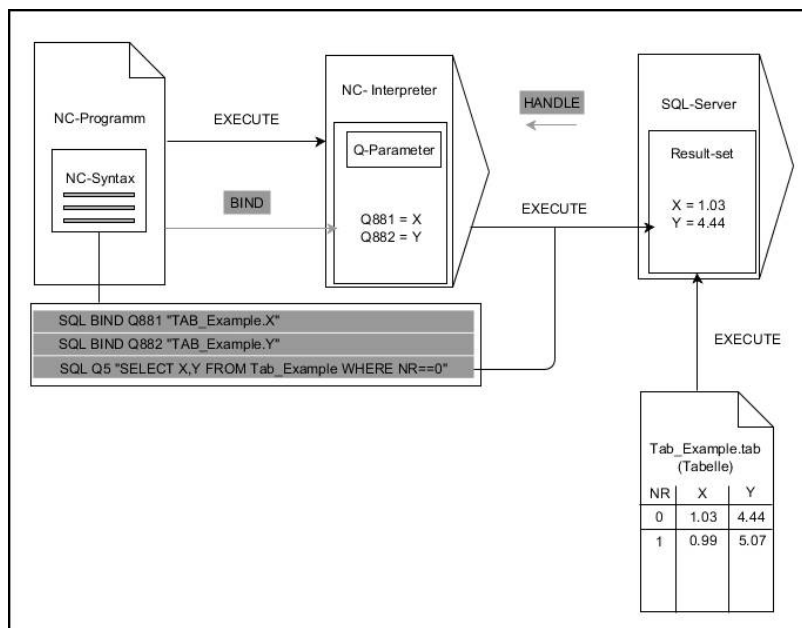 NC-Programm
NC-Syntax
EXECUTE
BIND
NC- Interpreter
Q-Parameter
Q881 = X
Q882 = Y
HANDLE
EXECUTE
SQL-Server
Result-set
X = 1.03
Y = 4.44
SQL BIND Q881 "TAB_Example.X"
SQL BIND Q882 "TAB_Example.Y"
SQL Q5 "SELECT X,Y FROM Tab_Example WHERE NR==0"
EXECUTE
Tab_Example.tab
(Tabelle)
NR X Y
0 1.03 4.44
1 0.99 5.07